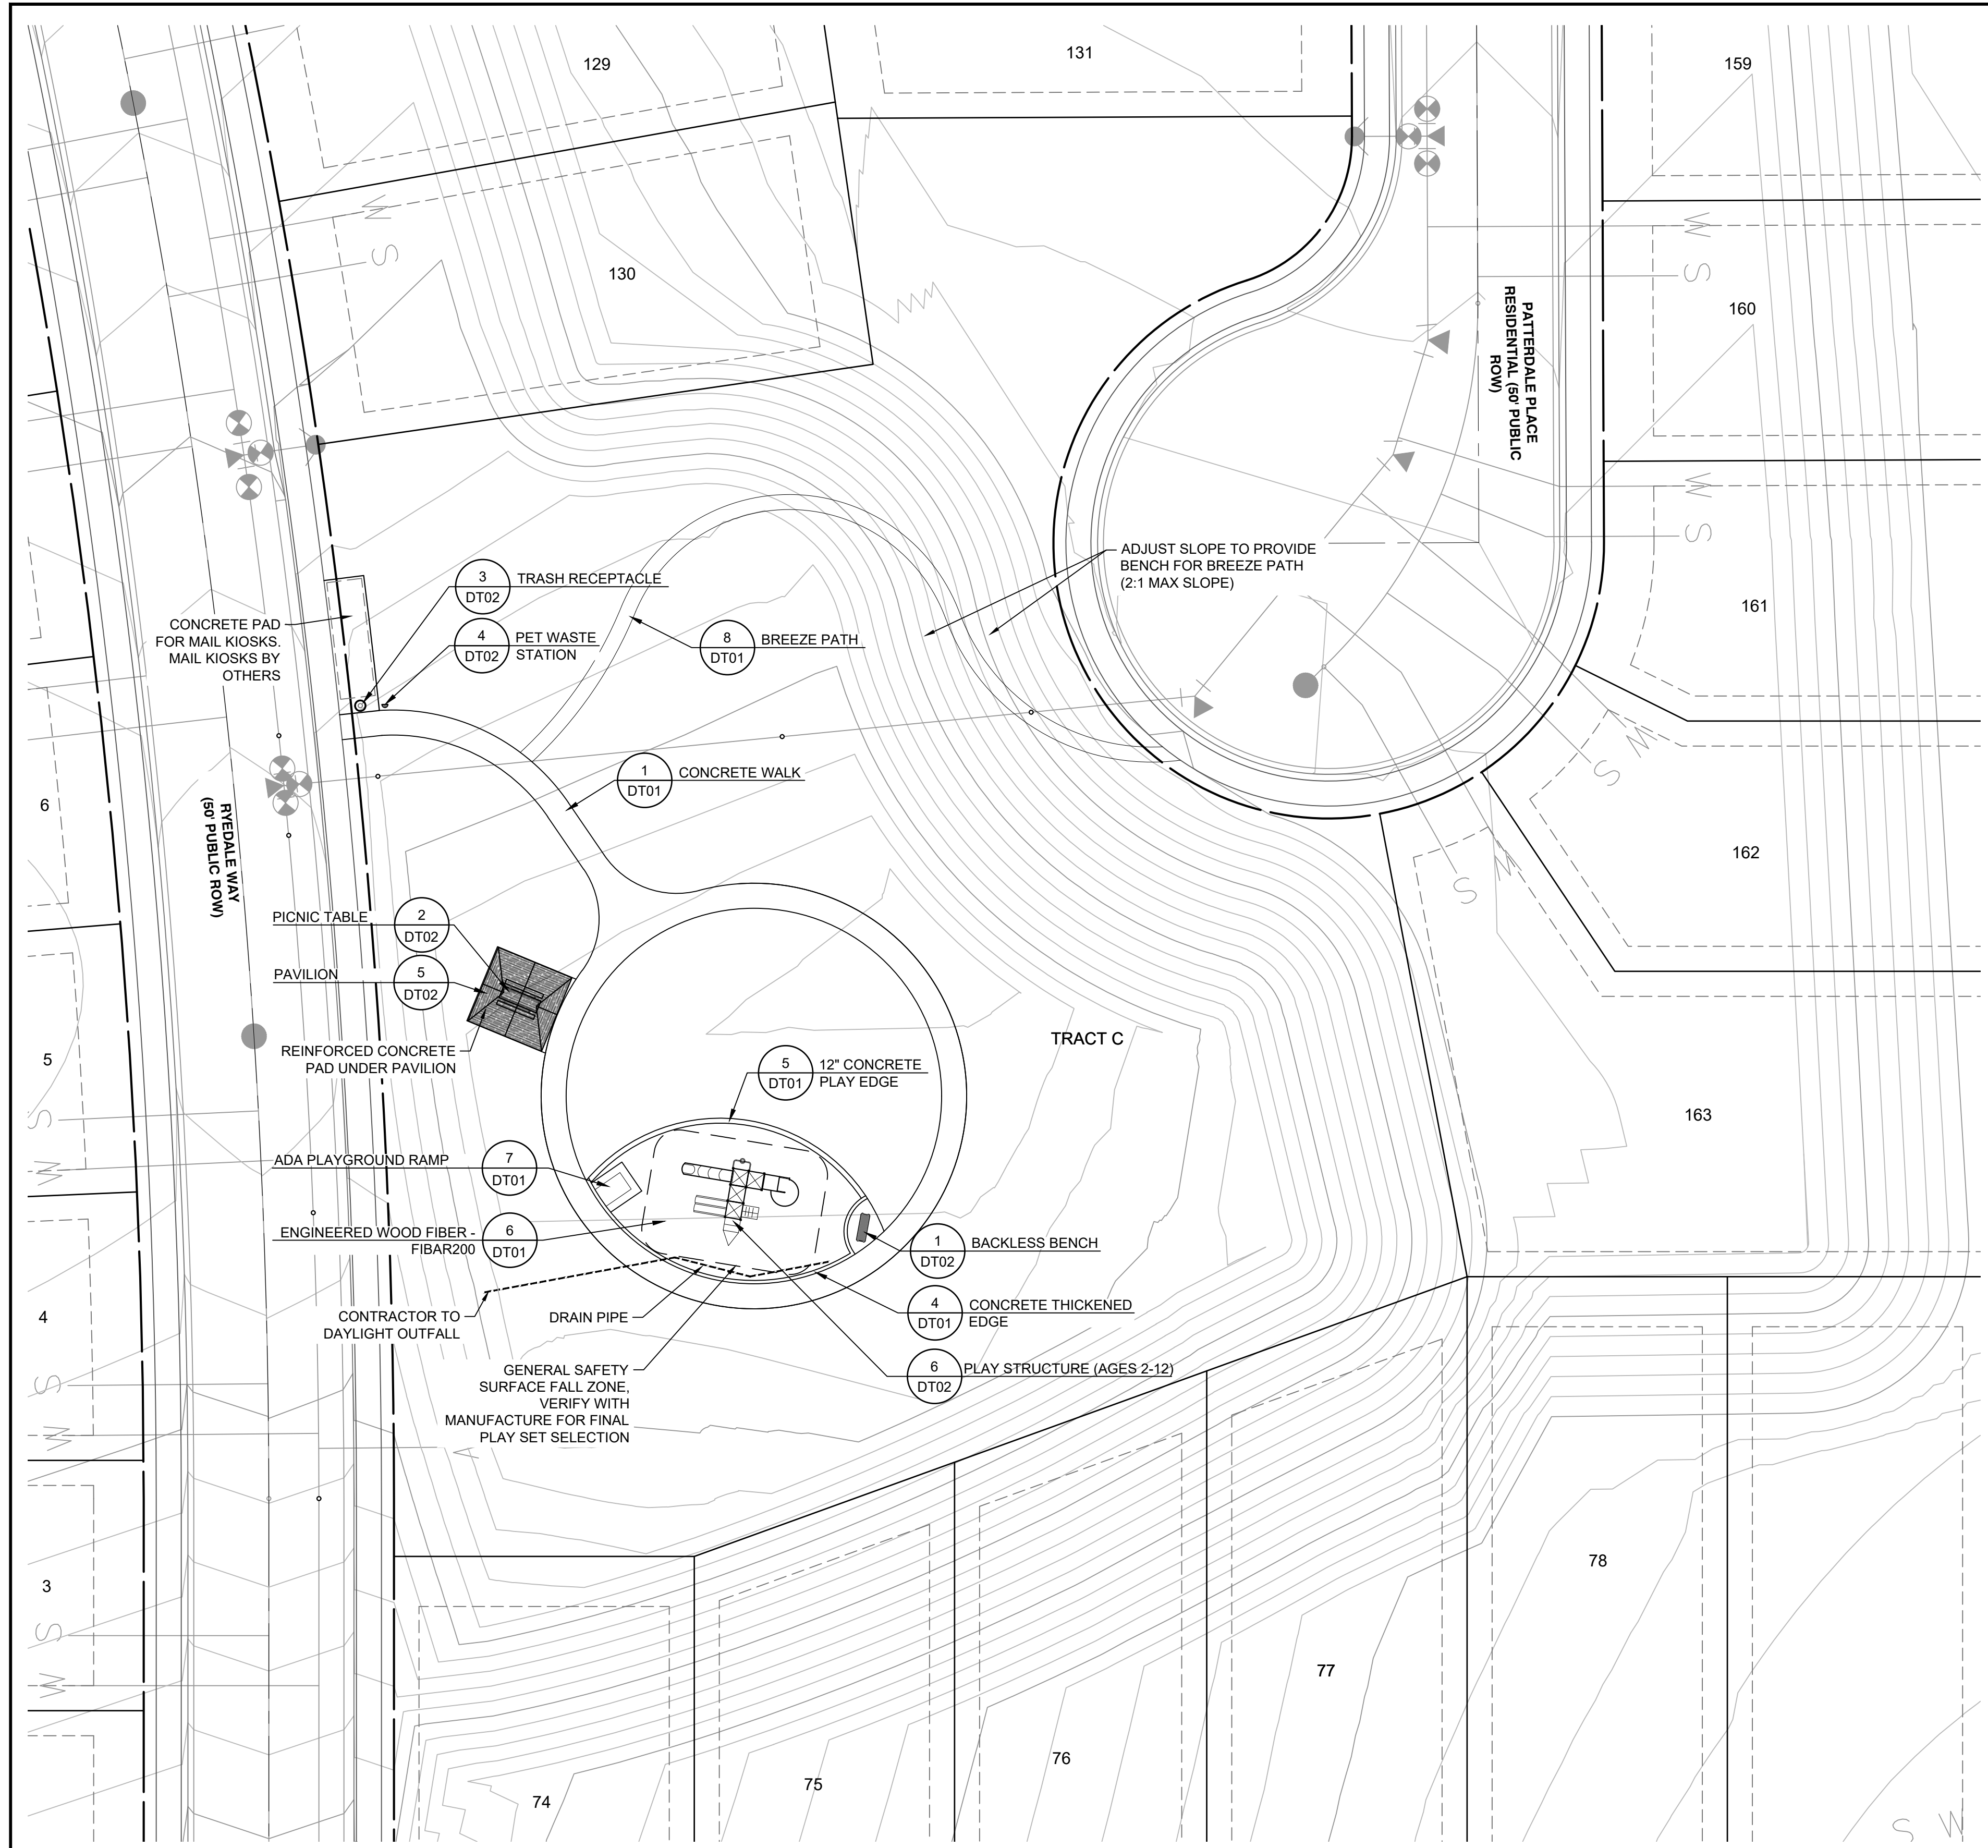 129
131
159
130
160
PATTERDALE PLACE
RESIDENTIAL (50' PUBLIC
ROW)
W
S
W
S
W
S
3
DT02
TRASH RECEPTACLE
4
DT02
PET WASTE
STATION
CONCRETE PAD
FOR MAIL KIOSKS.
MAIL KIOSKS BY
OTHERS
8
DT01
BREEZE PATH
ADJUST SLOPE TO PROVIDE
BENCH FOR BREEZE PATH
(2:1 MAX SLOPE)
161
1
DT01
CONCRETE WALK
W
S
6
RYEDALE WAY
(50' PUBLIC ROW)
162
W
S
PICNIC TABLE
2
DT02
PAVILION
5
DT02
REINFORCED CONCRETE
PAD UNDER PAVILION
TRACT C
5
5
DT01
12" CONCRETE
PLAY EDGE
163
S
W
ADA PLAYGROUND RAMP
7
DT01
ENGINEERED WOOD FIBER -
FIBAR200
6
DT01
1
DT02
BACKLESS BENCH
4
CONTRACTOR TO
DAYLIGHT OUTFALL
DRAIN PIPE
4
DT01
CONCRETE THICKENED
EDGE
GENERAL SAFETY
SURFACE FALL ZONE,
VERIFY WITH
MANUFACTURE FOR FINAL
PLAY SET SELECTION
6
DT02
PLAY STRUCTURE (AGES 2-12)
S
W
3
78
S
W
77
76
75
74
S
W